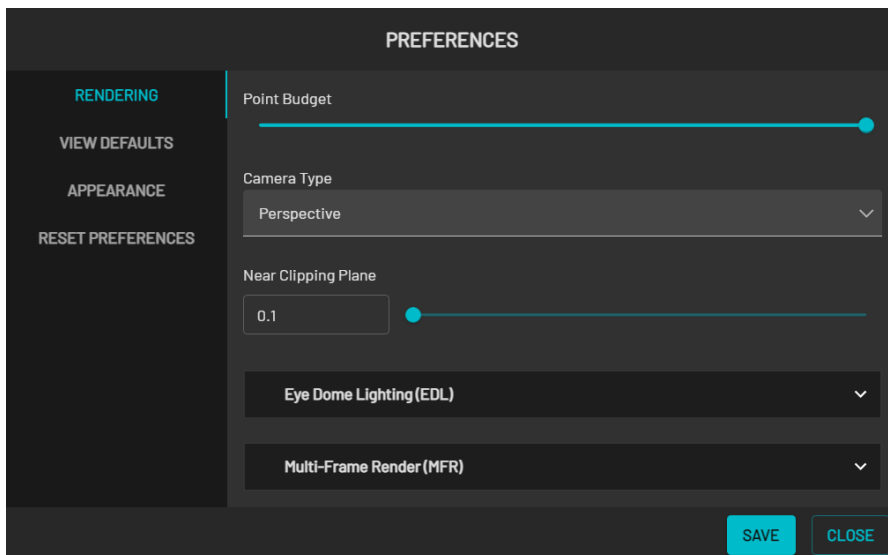 PREFERENCES
RENDERING
VIEW DEFAULTS
APPEARANCE
RESET PREFERENCES
Point Budget
Camera Type
Perspective
Near Clipping Plane
0.1
Eye Dome Lighting (EDL)
Multi-Frame Render (MFR)
SAVE
CLOSE